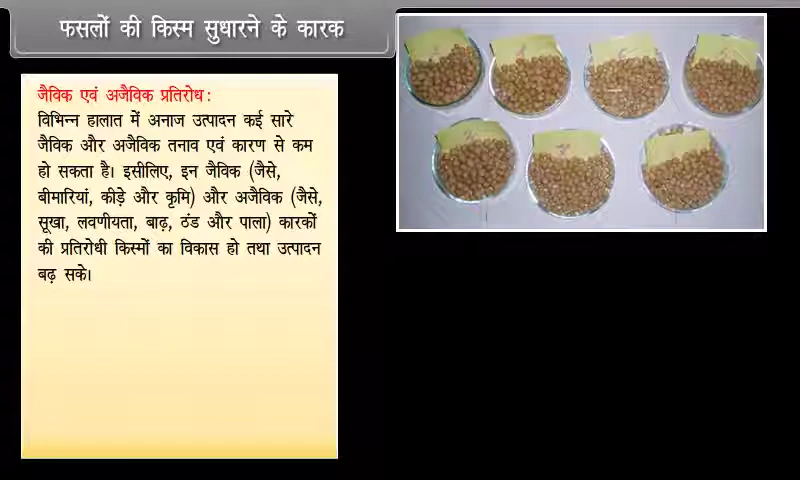 फसलों की किस्म सुधारने के कारक
जैविक एवं अजैविक प्रतिरोध:
विभिन्न हालात में अनाज उत्पादन कई सारे
जैविक और अजैविक तनाव एवं कारण से कम
हो सकता है। इसीलिए, इन जैविक (जैसे,
बीमारियां, कीड़े और कृमि) और अजैविक (जैसे,
सूखा, लवणीयता, बाढ़, ठंड और पाला) कारकों
की प्रतिरोधी किस्मों का विकास हो तथा उत्पादन
बढ़ सके।